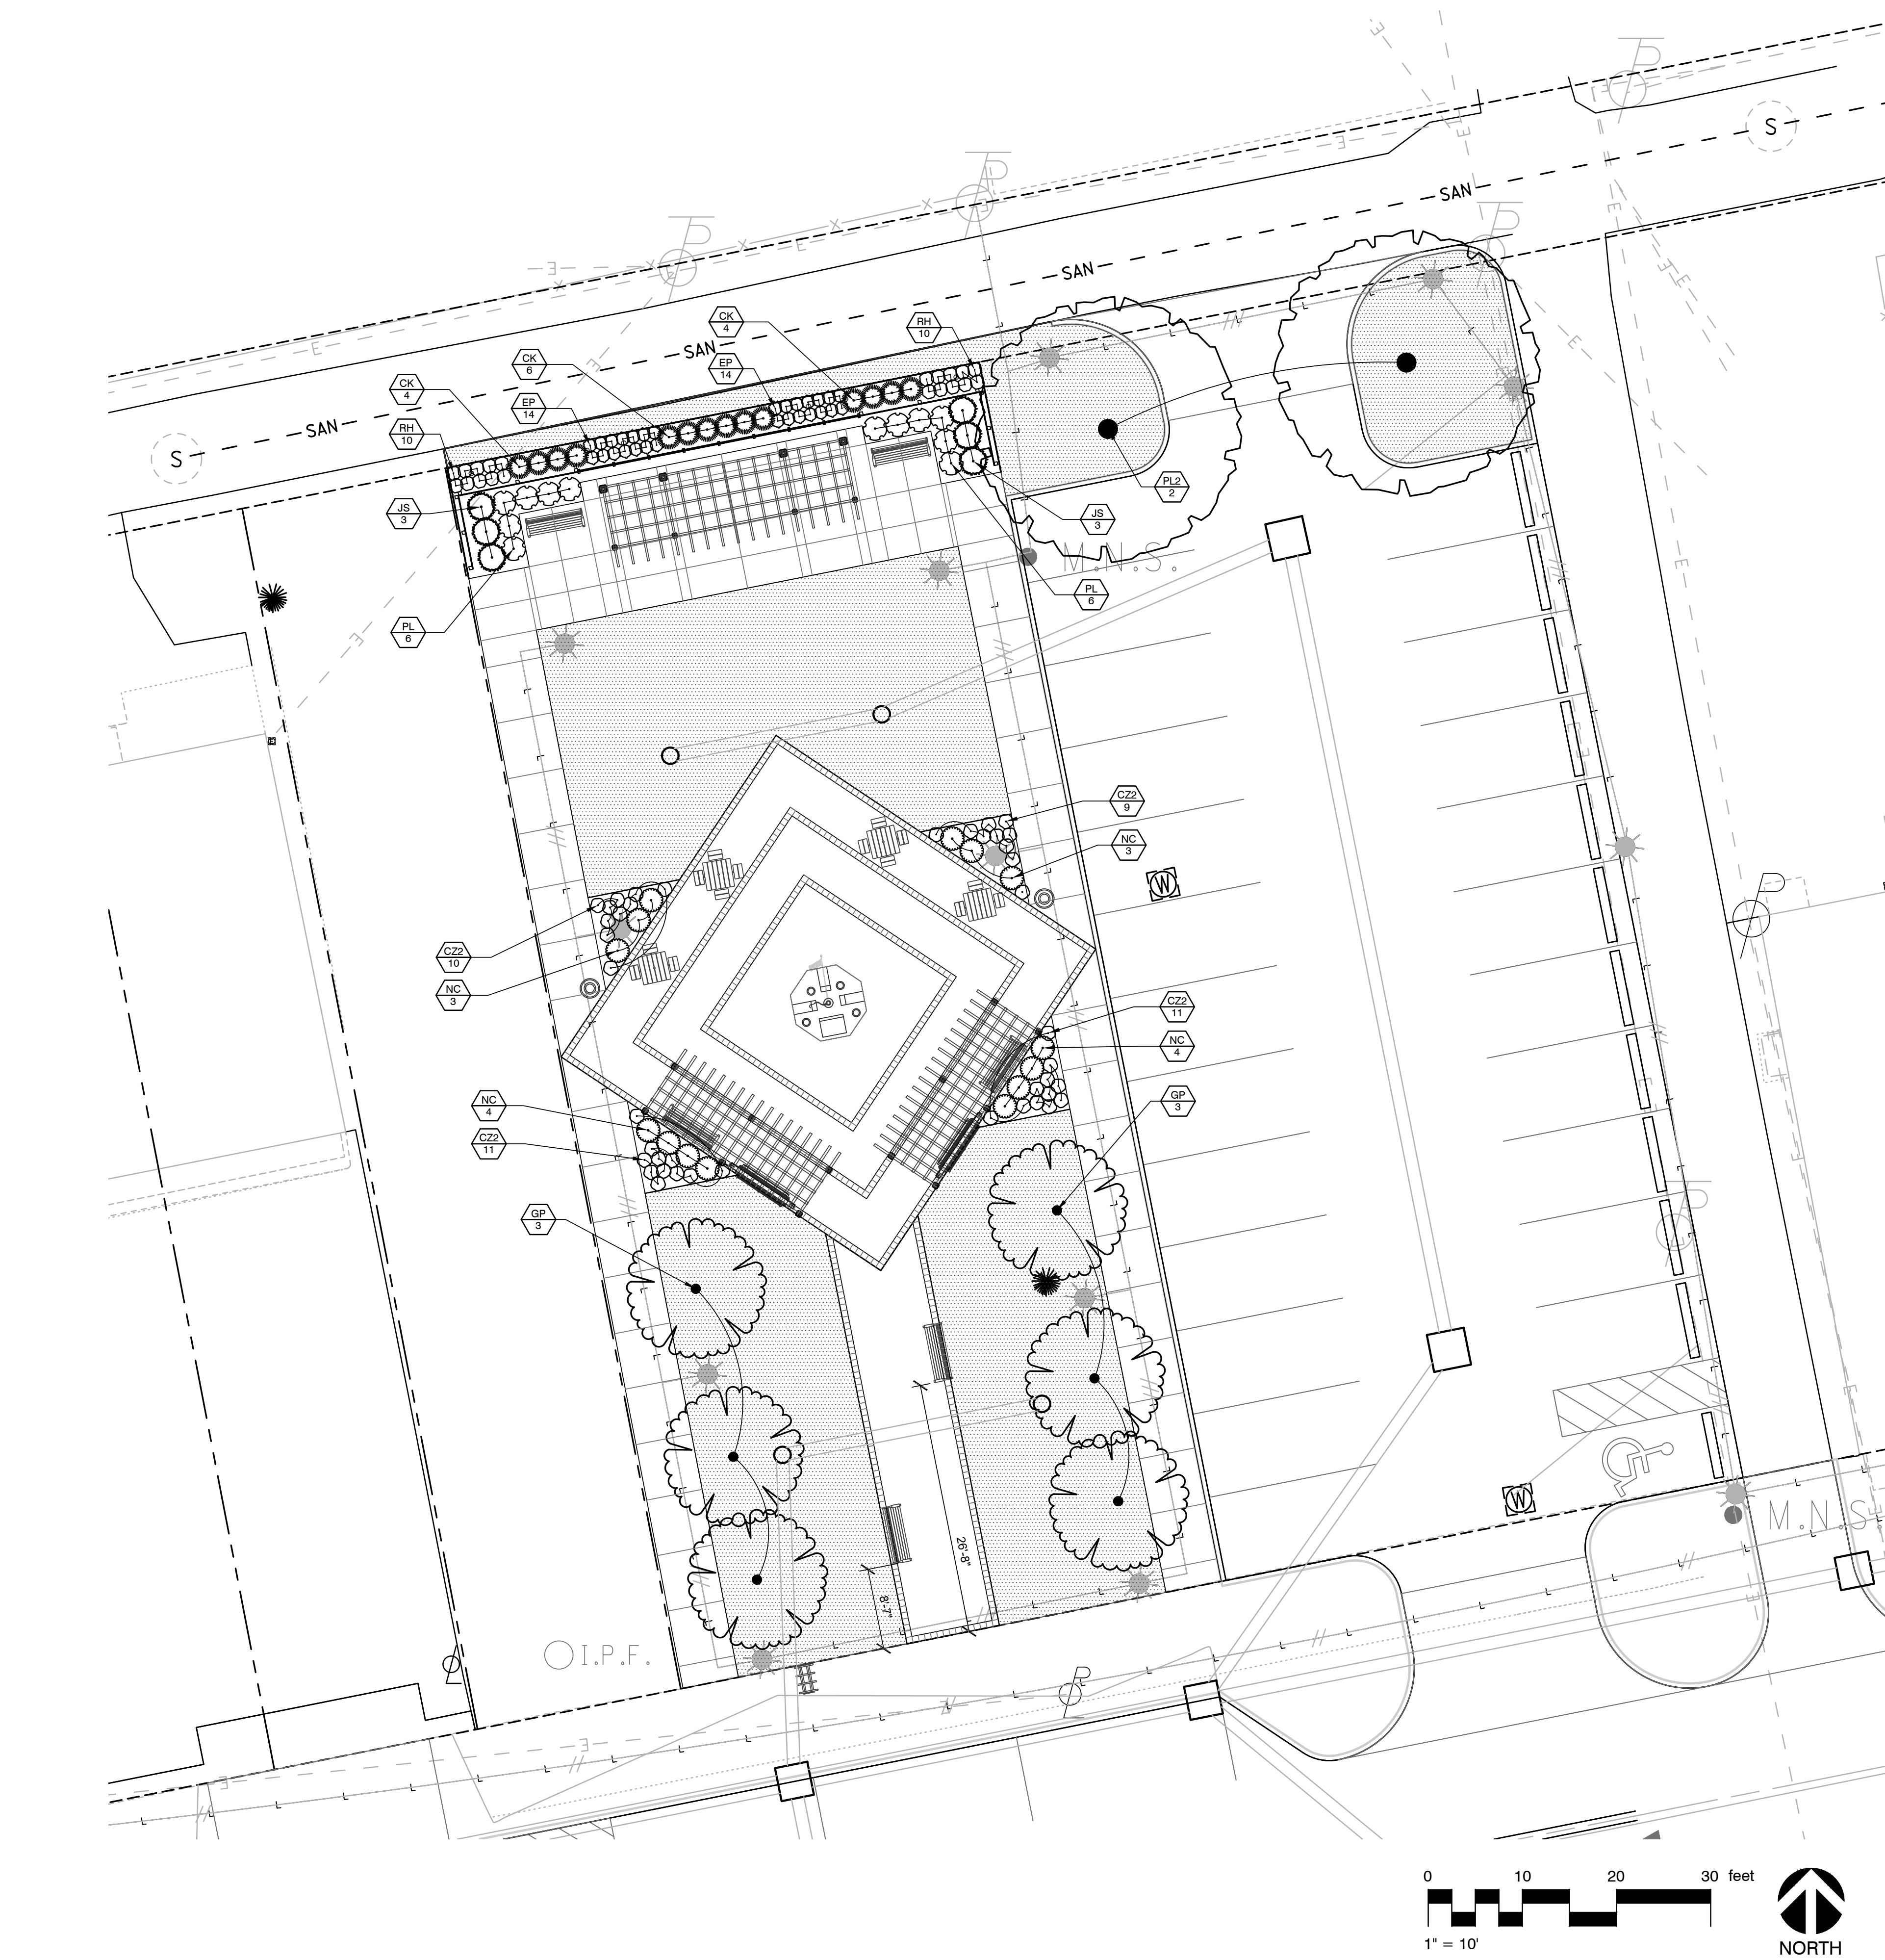 S
SAN
SAN
SAN
SAN
S
E
E
E
X
X
X
X
E
E
E
CK
4
RH
10
CK
6
EP
14
CK
4
EP
14
RH
10
JS
3
PL2
2
JS
3
M.N.S.
PL
6
PL
6
CZ2
9
NC
3
W
CZ2
10
NC
3
CZ2
11
NC
4
NC
4
CZ2
11
GP
3
GP
3
W
M.N.S.
26'-8"
8'-7"
I.P.F.
0 10 20 30 feet
1" = 10'
NORTH